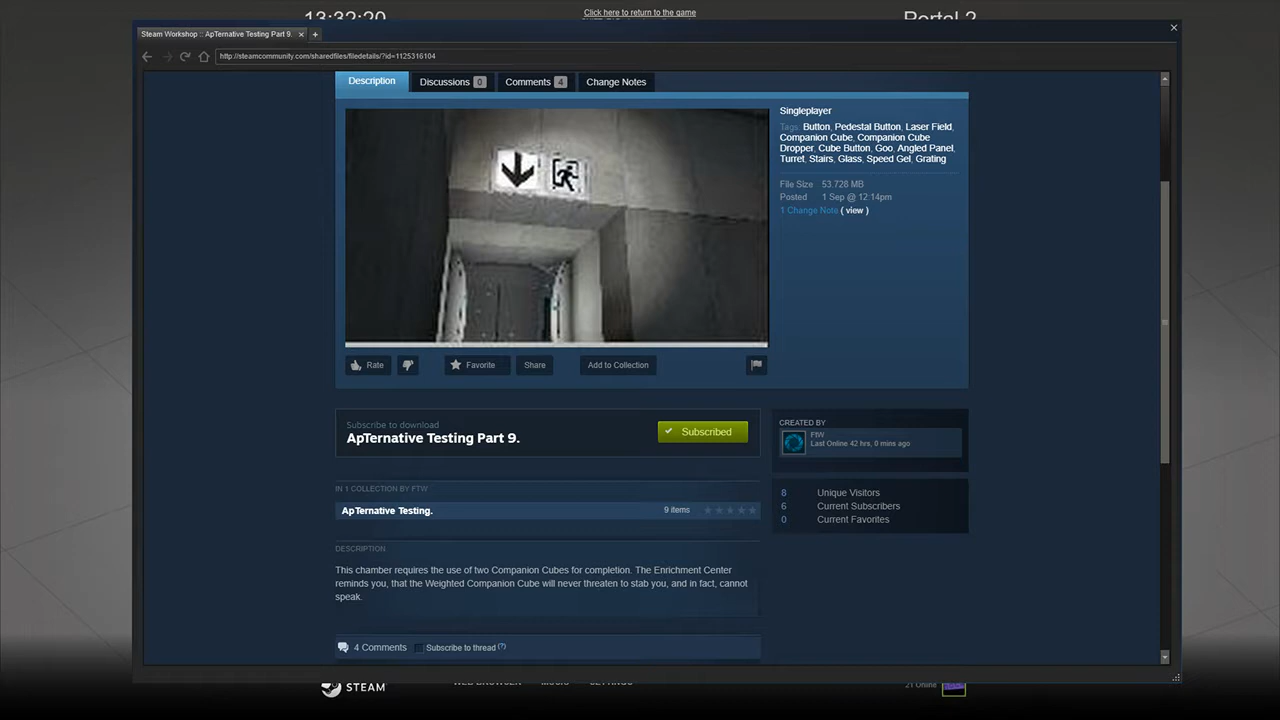 13:32:20
Click here to return to the game
Portal 2
Steam Workshop :: ApTernative Testing Part 9.
http://steamcommunity.com/sharedfiles/filedetails/?id=1125316104
Description
Discussions 0
Comments 4
Change Notes
Singleplayer
Tags: Button, Pedestal Button, Laser Field,
Companion Cube, Companion Cube
Dropper, Cube Button, Goo, Angled Panel,
Turret, Stairs, Glass, Speed Gel, Grating
File Size 53.728 MB
Posted 1 Sep @ 12:14pm
1 Change Note ( view )
Rate
Favorite
Share
Add to Collection
Subscribe to download
ApTernative Testing Part 9.
Subscribed
CREATED BY
FtW
Last Online 42 hrs, 0 mins ago
8 Unique Visitors
6 Current Subscribers
0 Current Favorites
IN 1 COLLECTION BY FTW
ApTernative Testing.
9 items
DESCRIPTION
This chamber requires the use of two Companion Cubes for completion. The Enrichment Center
reminds you, that the Weighted Companion Cube will never threaten to stab you, and in fact, cannot
speak.
4 Comments
Subscribe to thread (?)
STEAM
WEB BROWSER
MUSIC
SETTINGS
21 Online